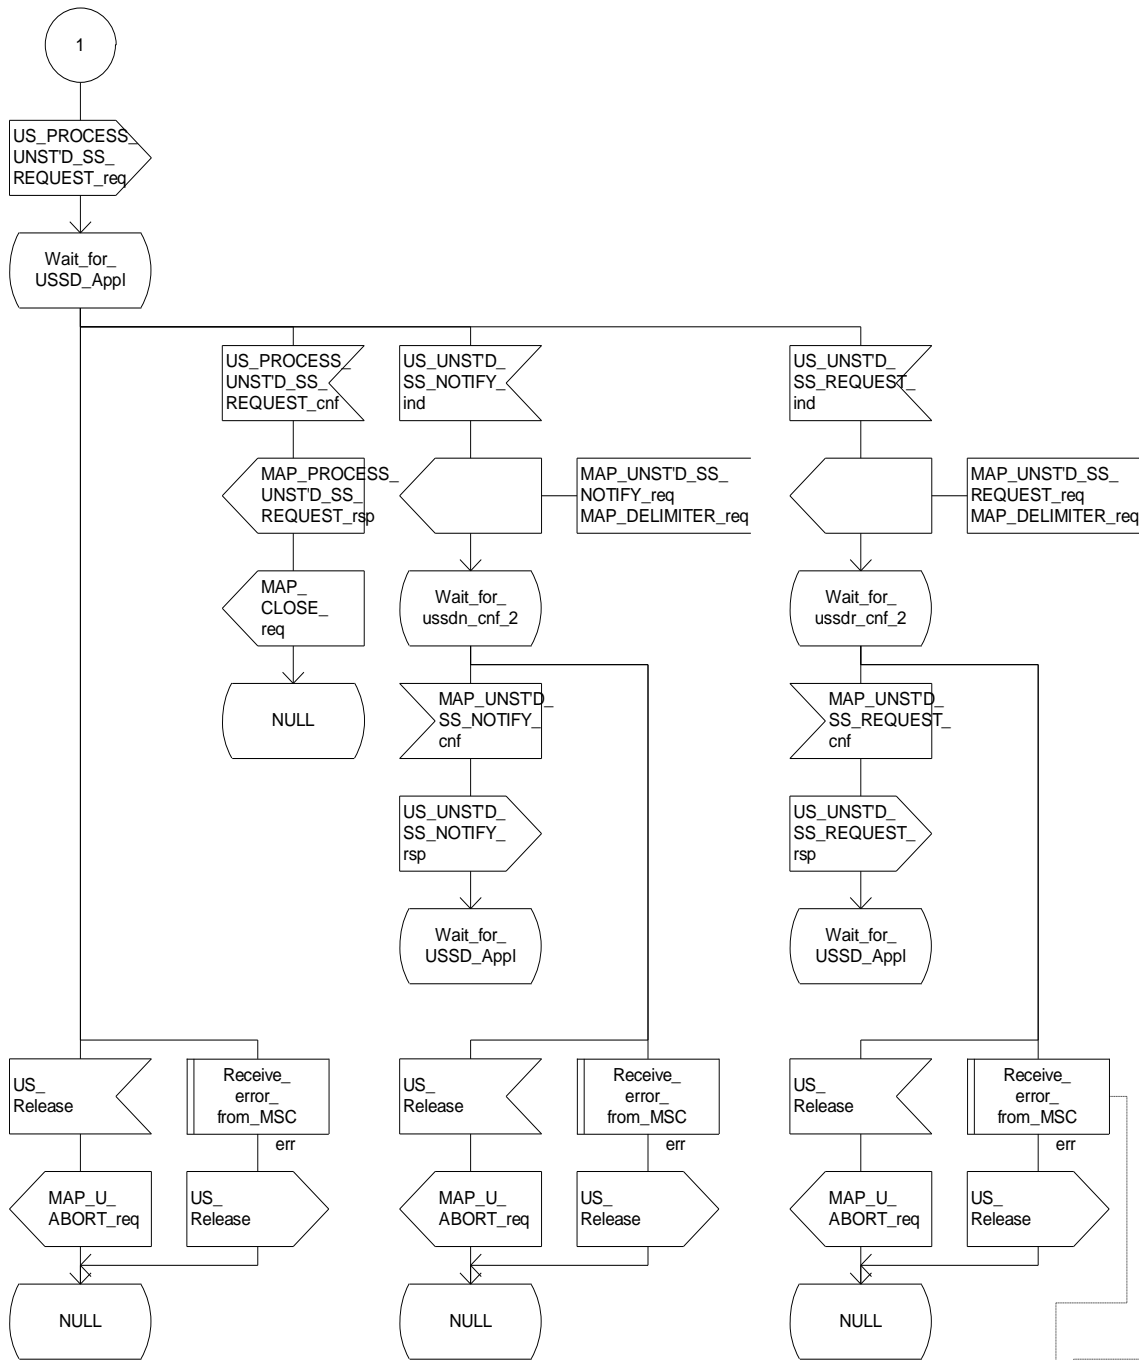 1
US_PROCESS_
UNST'D_SS_
REQUEST_req
Wait_for_
USSD_Appl
US_PROCESS_
UNST'D_SS_
REQUEST_cnf
US_UNST'D_
SS_NOTIFY_
ind
US_UNST'D_
SS_REQUEST_
ind
MAP_PROCESS_
UNST'D_SS_
REQUEST_rsp
MAP_UNST'D_SS_
NOTIFY_req
MAP_DELIMITER_req
MAP_UNST'D_SS_
REQUEST_req
MAP_DELIMITER_req
MAP_
CLOSE_
req
Wait_for_
ussdn_cnf_2
Wait_for_
ussdr_cnf_2
NULL
MAP_UNST'D_
SS_NOTIFY_
cnf
MAP_UNST'D_
SS_REQUEST_
cnf
US_UNST'D_
SS_NOTIFY_
rsp
US_UNST'D_
SS_REQUEST_
rsp
Wait_for_
USSD_Appl
Wait_for_
USSD_Appl
US_
Release
Receive_
error_
from_MSC
err
US_
Release
Receive_
error_
from_MSC
err
US_
Release
Receive_
error_
from_MSC
err
MAP_U_
ABORT_req
US_
Release
MAP_U_
ABORT_req
US_
Release
MAP_U_
ABORT_req
US_
Release
NULL
NULL
NULL